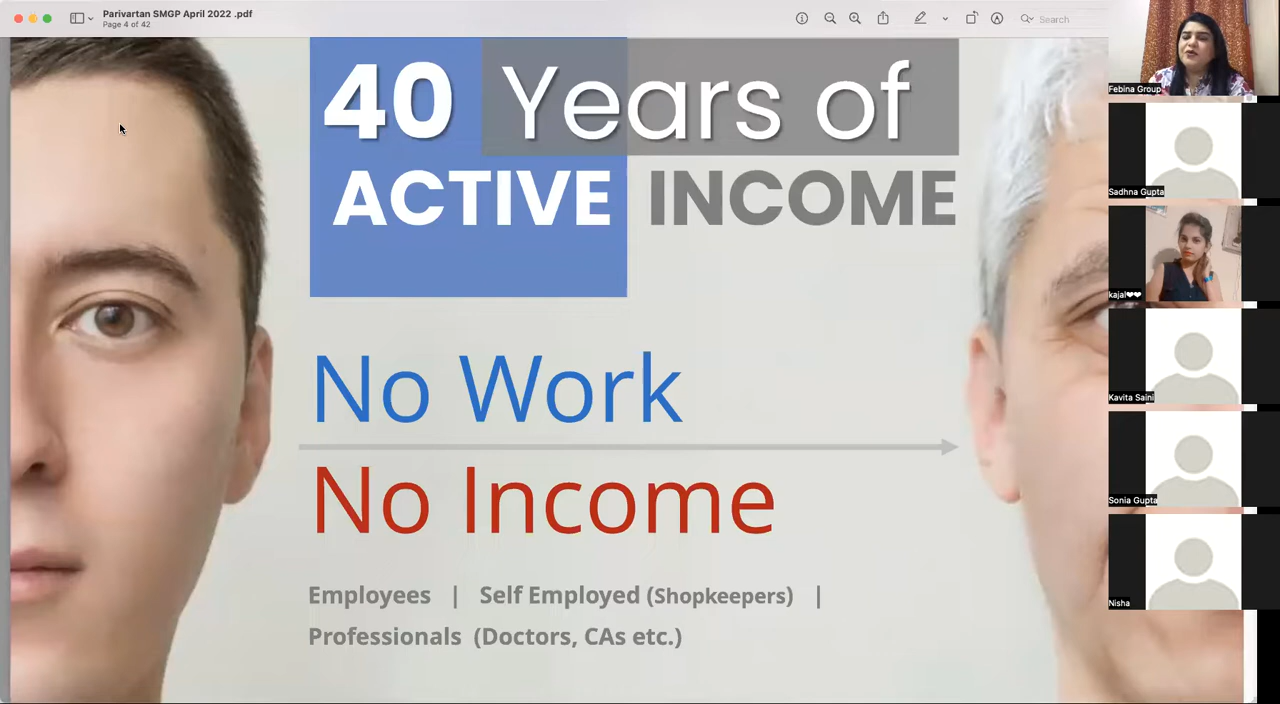 Parivartan SMGP April 2022 .pdf
Page 4 of 42
Search
40 Years of
ACTIVE INCOME
No Work
No Income
Employees | Self Employed (Shopkeepers) |
Professionals (Doctors, CAs etc.)
Febina Group
Sadhna Gupta
kajal❤❤
Kavita Saini
Sonia Gupta
Nisha